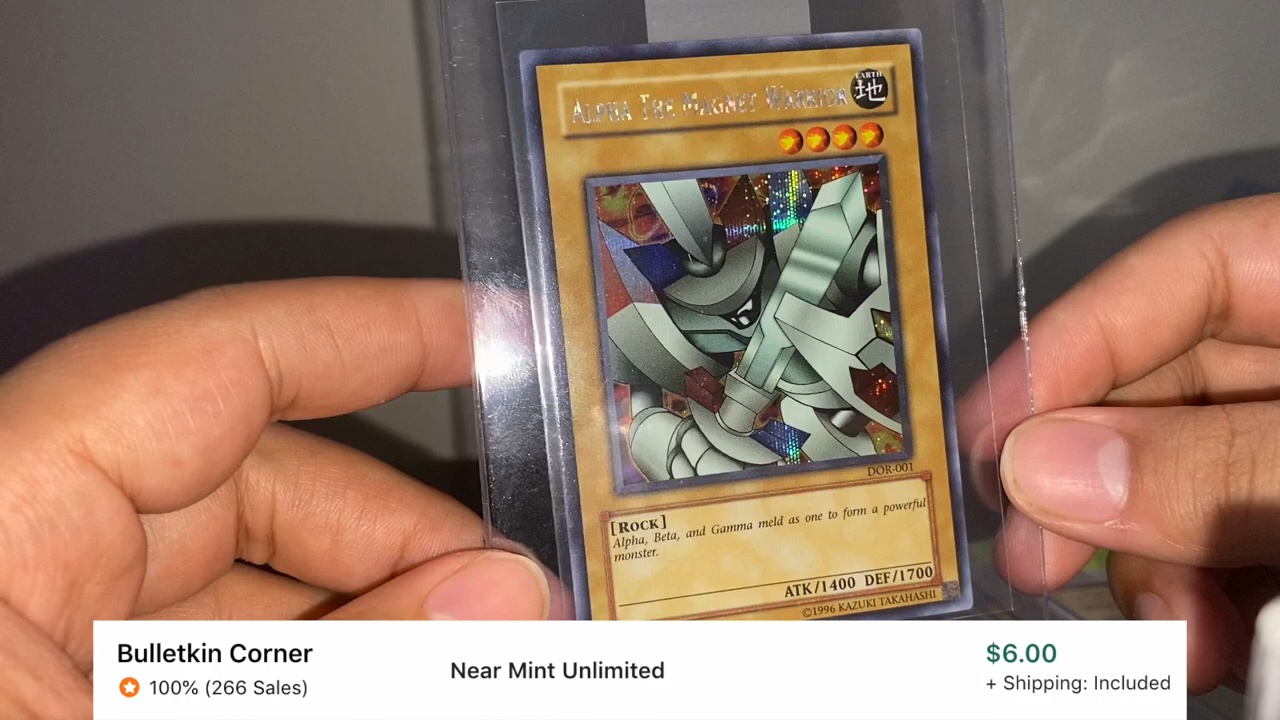 ALPHA THE MAGNET WARRIOR
EARTH
地
DOR-001
[ROCK]
Alpha, Beta, and Gamma meld as one to form a powerful
monster.
ATK/1400 DEF/1700
©1996 KAZUKI TAKAHASHI
Bulletkin Corner
Near Mint Unlimited
$6.00
100% (266 Sales)
+ Shipping: Included